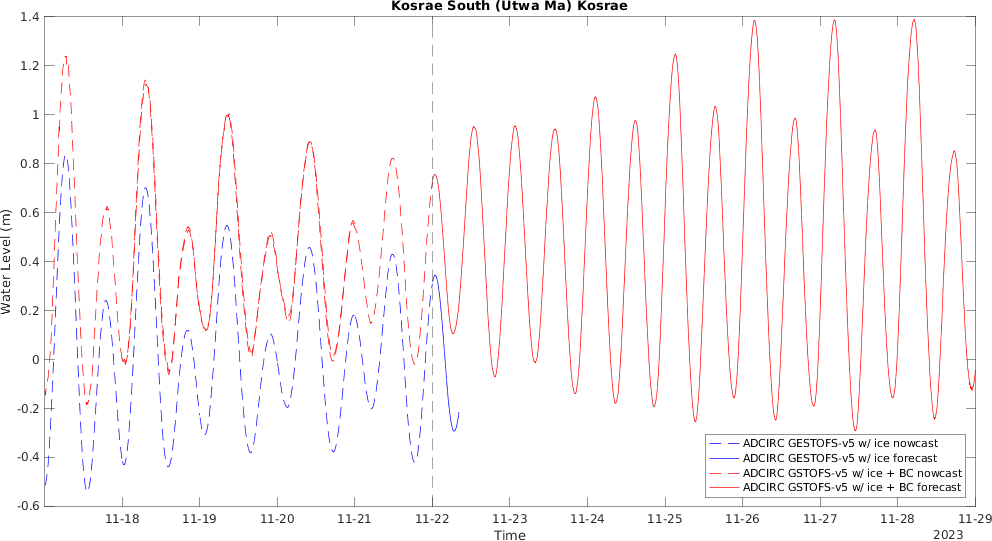 Kosrae South (Utwa Ma) Kosrae
1.4
1.2
1
0.8
0.6
0.4
0.2
0
-0.2
-0.4
-0.6
Water Level (m)
ADCIRC GESTOFS-v5 w/ ice nowcast
ADCIRC GESTOFS-v5 w/ ice forecast
ADCIRC GSTOFS-v5 w/ ice + BC nowcast
ADCIRC GSTOFS-v5 w/ ice + BC forecast
11-18 11-19 11-20 11-21 11-22 11-23 11-24 11-25 11-26 11-27 11-28 11-29
Time
2023